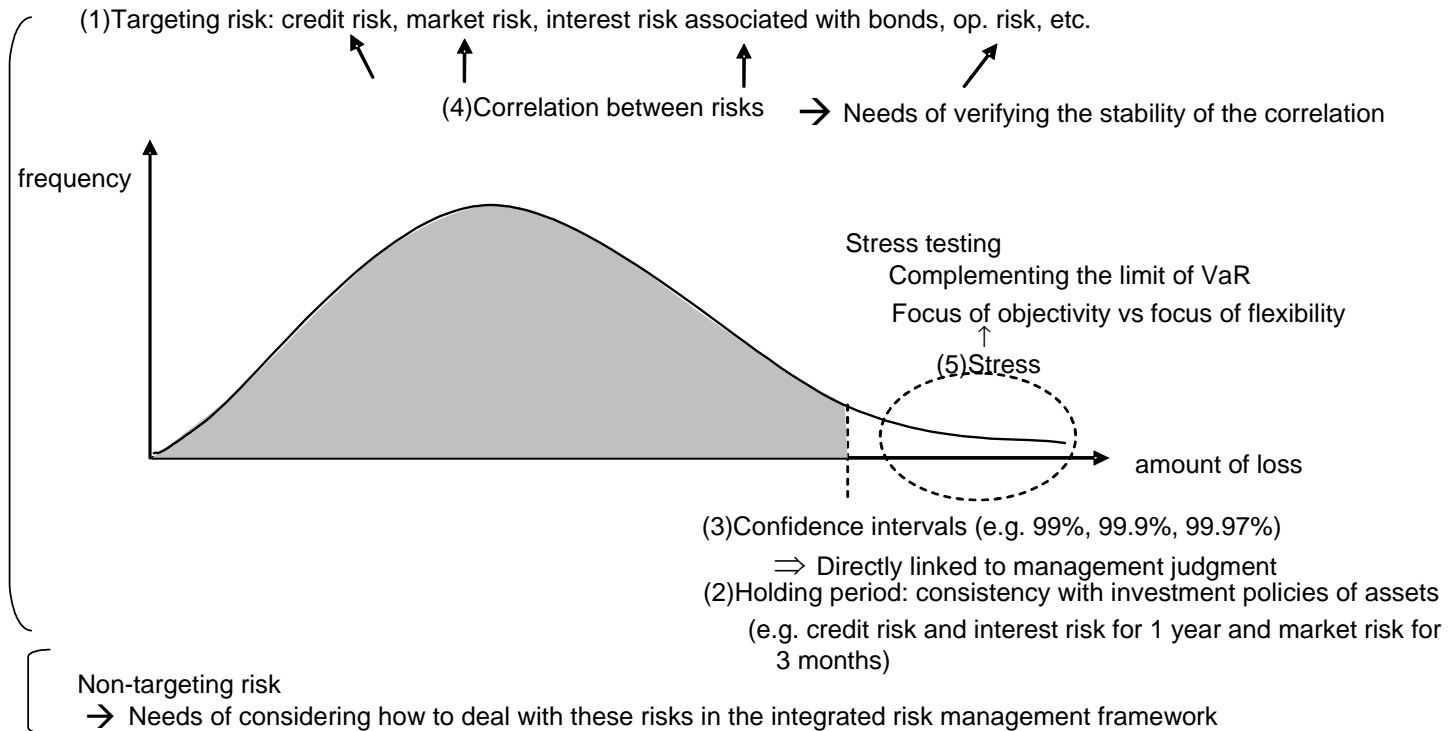 (1)Targeting risk: credit risk, market risk, interest risk associated with bonds, op. risk, etc.
(4)Correlation between risks → Needs of verifying the stability of the correlation
frequency
Stress testing
Complementing the limit of VaR
Focus of objectivity vs focus of flexibility
↑
(5)Stress
amount of loss
(3)Confidence intervals (e.g. 99%, 99.9%, 99.97%)
⇒ Directly linked to management judgment
(2)Holding period: consistency with investment policies of assets
(e.g. credit risk and interest risk for 1 year and market risk for
3 months)
Non-targeting risk
→ Needs of considering how to deal with these risks in the integrated risk management framework